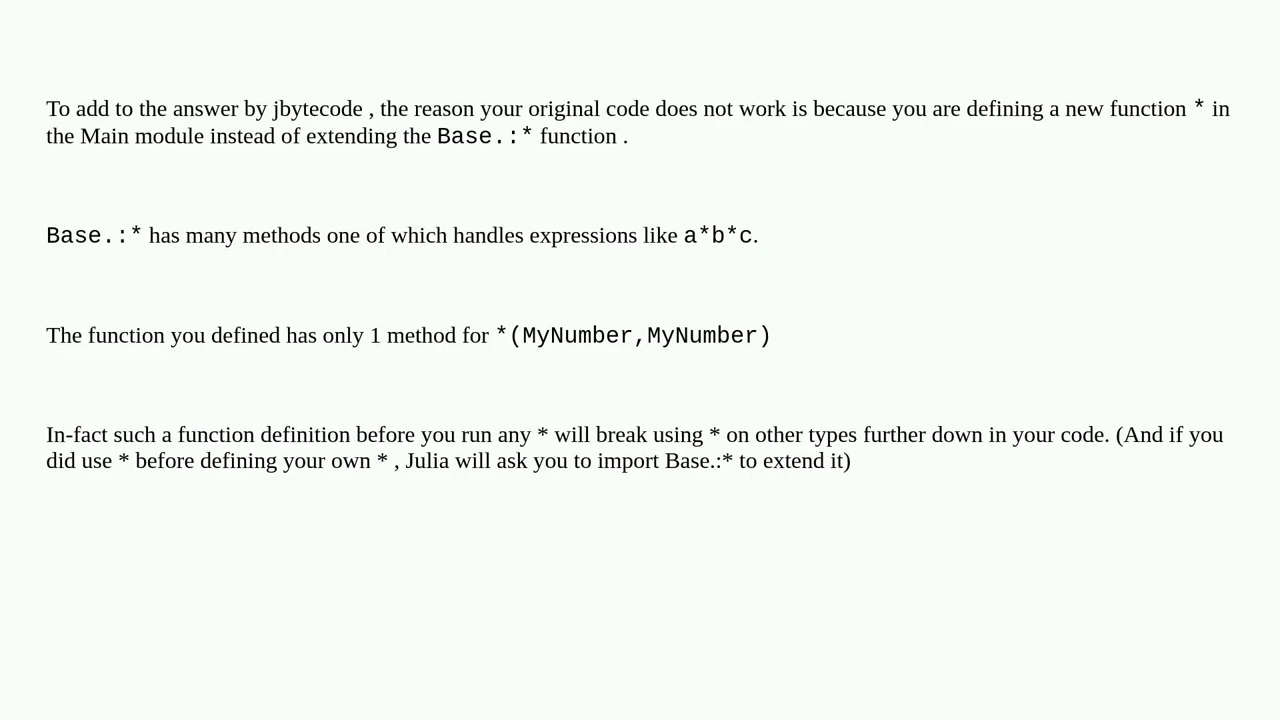 To add to the answer by jbytecode , the reason your original code does not work is because you are defining a new function * in
the Main module instead of extending the Base.:* function .
Base.:* has many methods one of which handles expressions like a*b*c.
The function you defined has only 1 method for *(MyNumber,MyNumber)
In-fact such a function definition before you run any * will break using * on other types further down in your code. (And if you
did use * before defining your own * , Julia will ask you to import Base.:* to extend it)